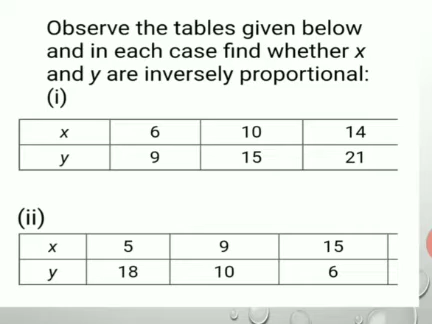 Observe the tables given below
and in each case find whether x
and y are inversely proportional:
(i)
x 6 10 14
y 9 15 21
(ii)
x 5 9 15
y 18 10 6